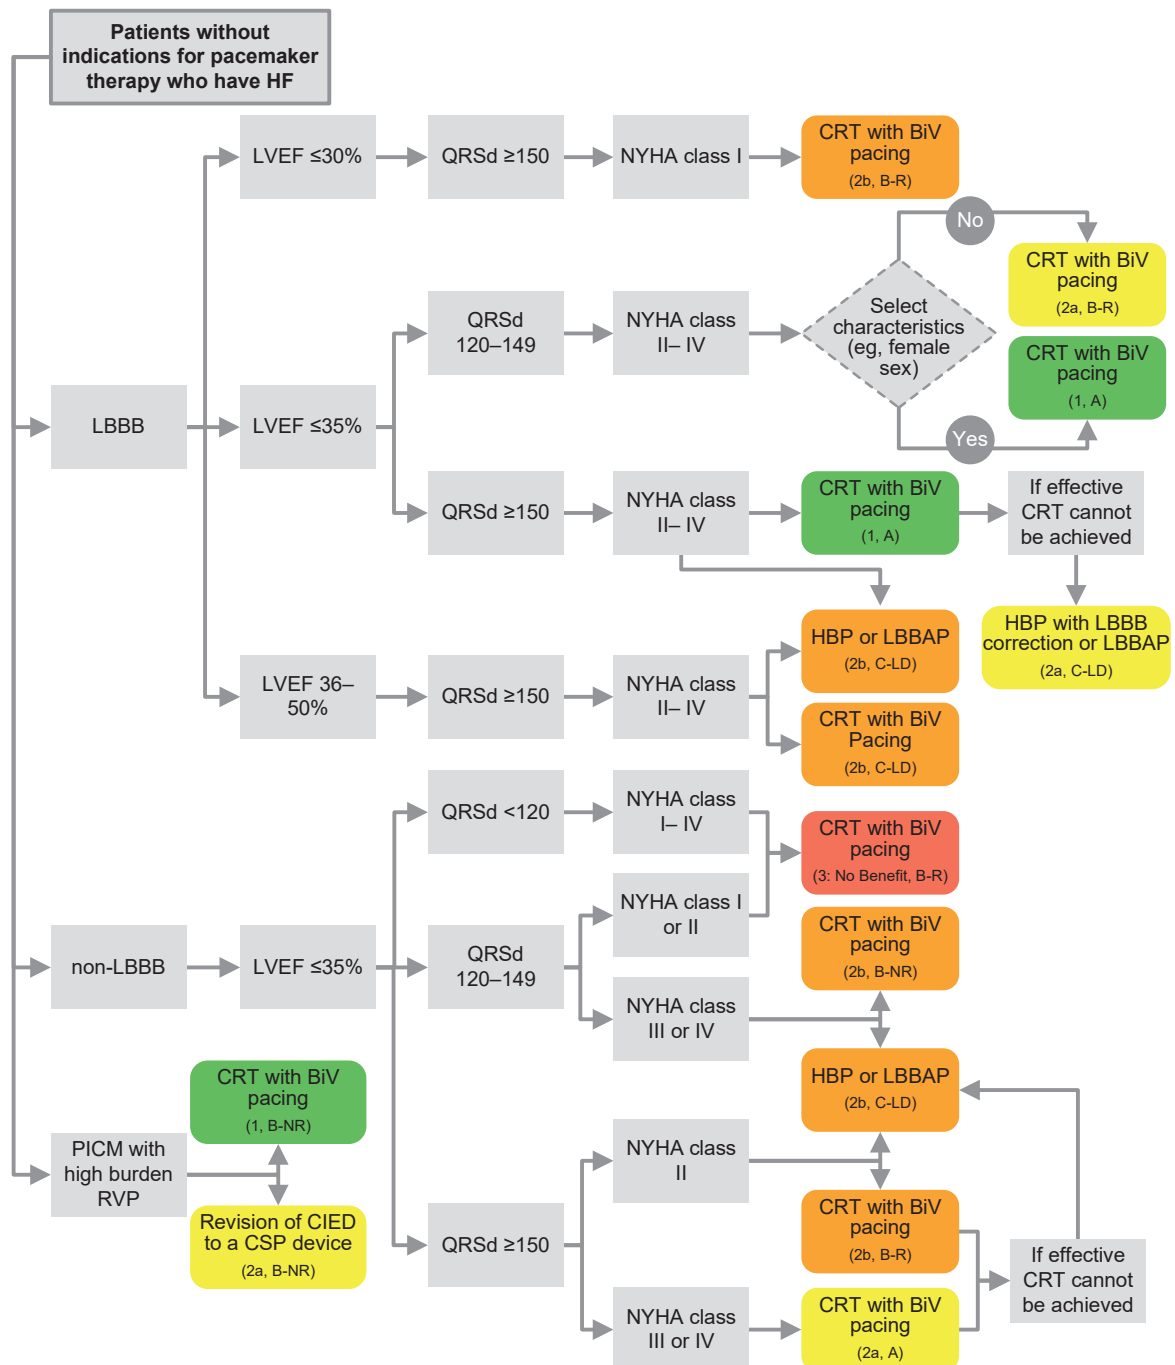 Patients without
indications for pacemaker
therapy who have HF
LVEF ≤30%
QRSd ≥150
NYHA class I
CRT with BiV
pacing
(2b, B-R)
No
CRT with BiV
pacing
(2a, B-R)
QRSd
120–149
NYHA class
II– IV
Select
characteristics
(eg, female
sex)
CRT with BiV
pacing
(1, A)
LBBB
LVEF ≤35%
Yes
QRSd ≥150
NYHA class
II– IV
CRT with BiV
pacing
(1, A)
If effective
CRT cannot
be achieved
HBP or LBBAP
(2b, C-LD)
HBP with LBBB
correction or LBBAP
(2a, C-LD)
LVEF 36–
50%
QRSd ≥150
NYHA class
II– IV
CRT with BiV
Pacing
(2b, C-LD)
QRSd <120
NYHA class
I– IV
CRT with BiV
pacing
(3: No Benefit, B-R)
NYHA class I
or II
non-LBBB
LVEF ≤35%
QRSd
120–149
CRT with BiV
pacing
(2b, B-NR)
NYHA class
III or IV
HBP or LBBAP
(2b, C-LD)
CRT with BiV
pacing
(1, B-NR)
PICM with
high burden
RVP
NYHA class
II
Revision of CIED
to a CSP device
(2a, B-NR)
QRSd ≥150
CRT with BiV
pacing
(2b, B-R)
If effective
CRT cannot
be achieved
NYHA class
III or IV
CRT with BiV
pacing
(2a, A)